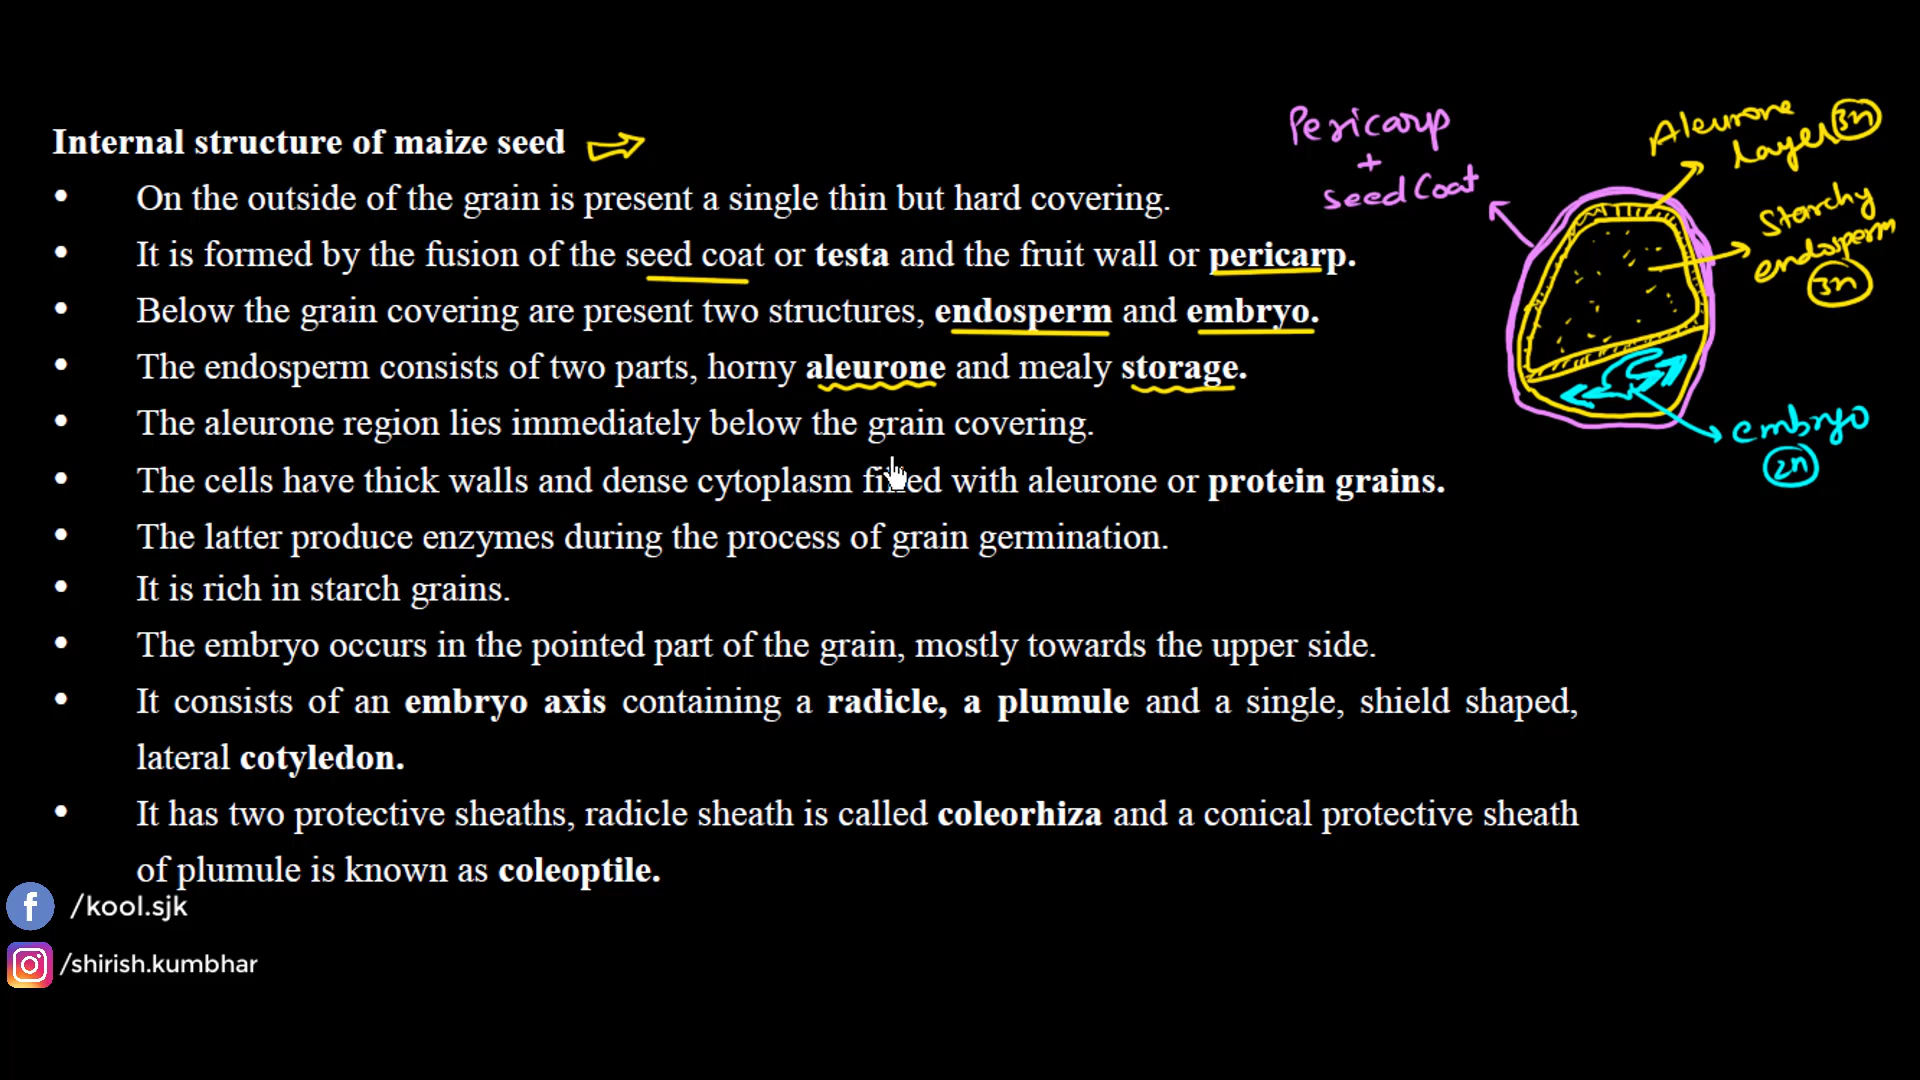 Internal structure of maize seed
• On the outside of the grain is present a single thin but hard covering.
• It is formed by the fusion of the seed coat or testa and the fruit wall or pericarp.
• Below the grain covering are present two structures, endosperm and embryo.
• The endosperm consists of two parts, horny aleurone and mealy storage.
• The aleurone region lies immediately below the grain covering.
• The cells have thick walls and dense cytoplasm filled with aleurone or protein grains.
• The latter produce enzymes during the process of grain germination.
• It is rich in starch grains.
• The embryo occurs in the pointed part of the grain, mostly towards the upper side.
• It consists of an embryo axis containing a radicle, a plumule and a single, shield shaped,
lateral cotyledon.
• It has two protective sheaths, radicle sheath is called coleorhiza and a conical protective sheath
of plumule is known as coleoptile.
Pericarp
+
Seed Coat
Aleurone
layer 3n
Starchy
endosperm
3n
embryo
2n
/kool.sjk
/shirish.kumbhar